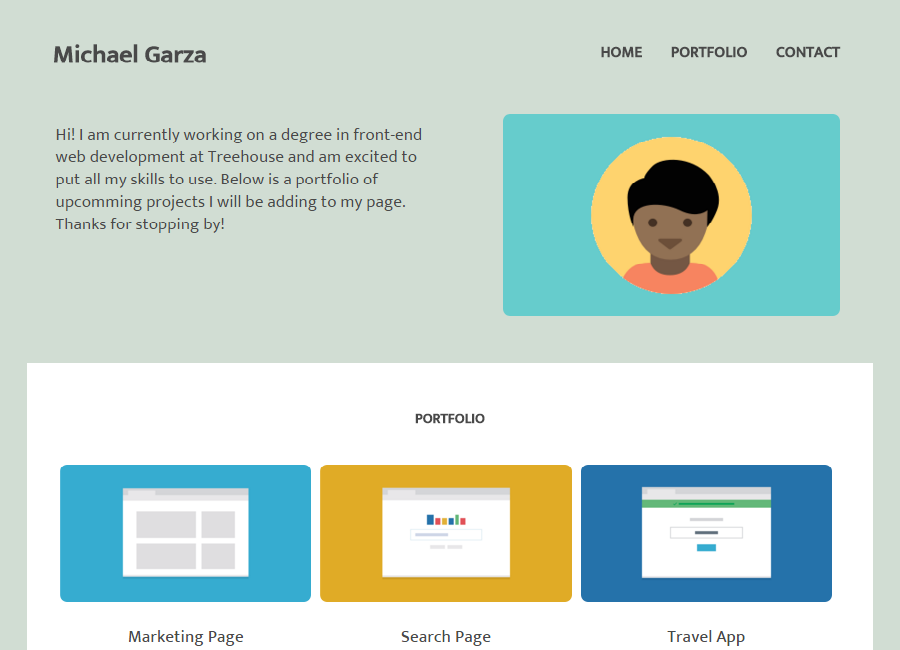 Michael Garza
HOME PORTFOLIO CONTACT
Hi! I am currently working on a degree in front-end
web development at Treehouse and am excited to
put all my skills to use. Below is a portfolio of
upcomming projects I will be adding to my page.
Thanks for stopping by!
PORTFOLIO
Marketing Page
Search Page
Travel App